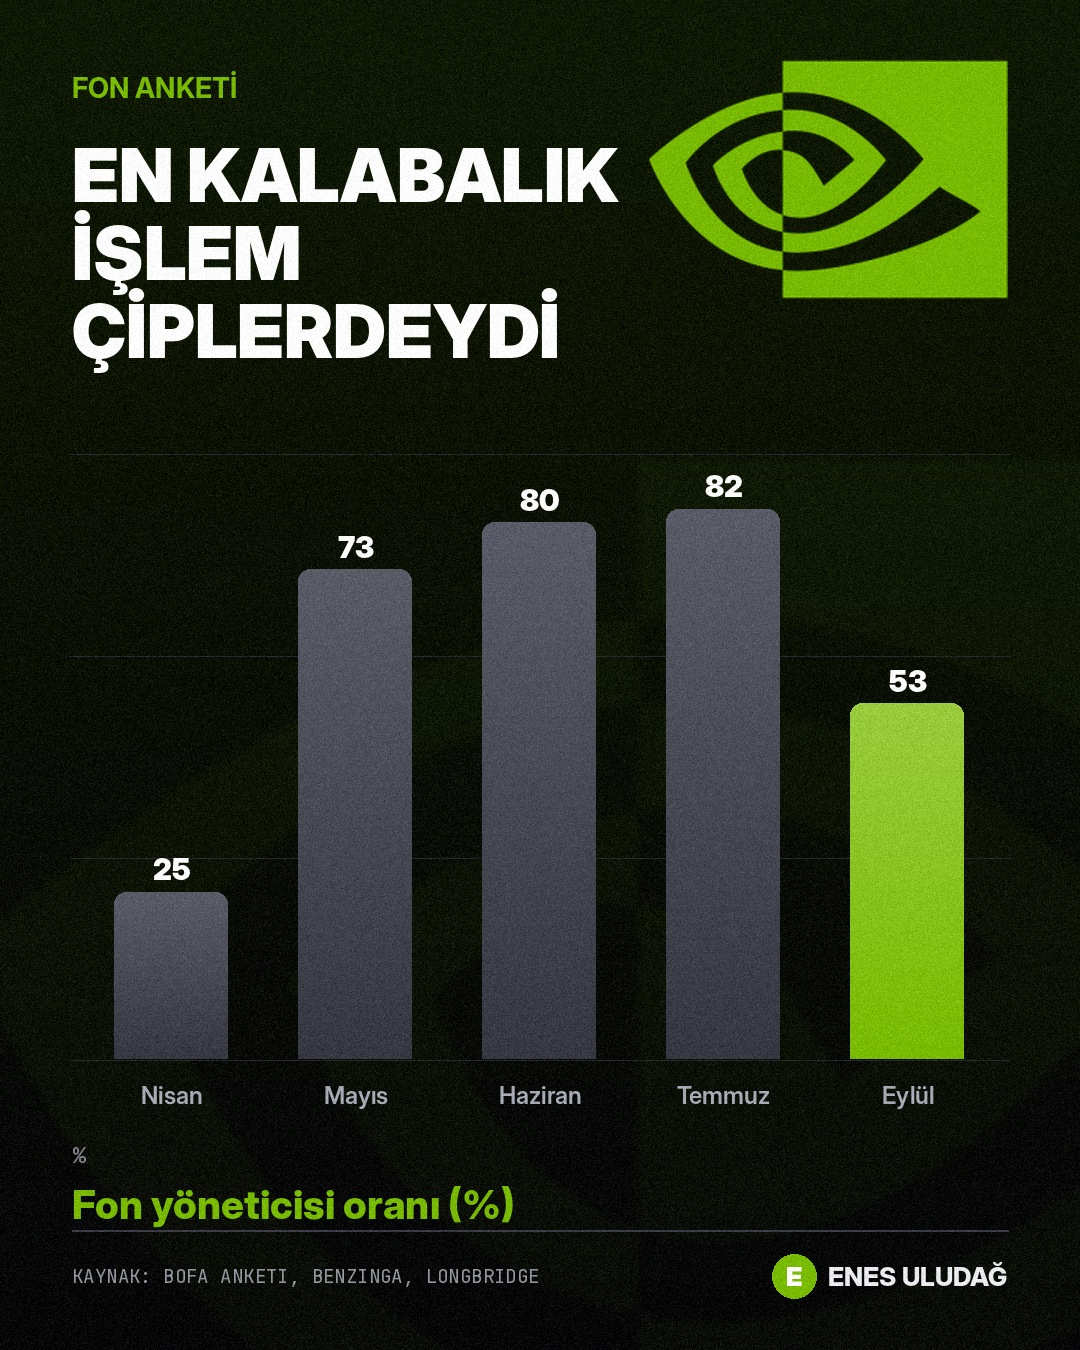 FON ANKETİ
EN KALABALIK
İŞLEM
ÇİPLERDEYDİ
25
73
80
82
53
Nisan
Mayıs
Haziran
Temmuz
Eylül
%
Fon yöneticisi oranı (%)
KAYNAK: BOFA ANKETI, BENZINGA, LONGBRIDGE
E ENES ULUDAĞ